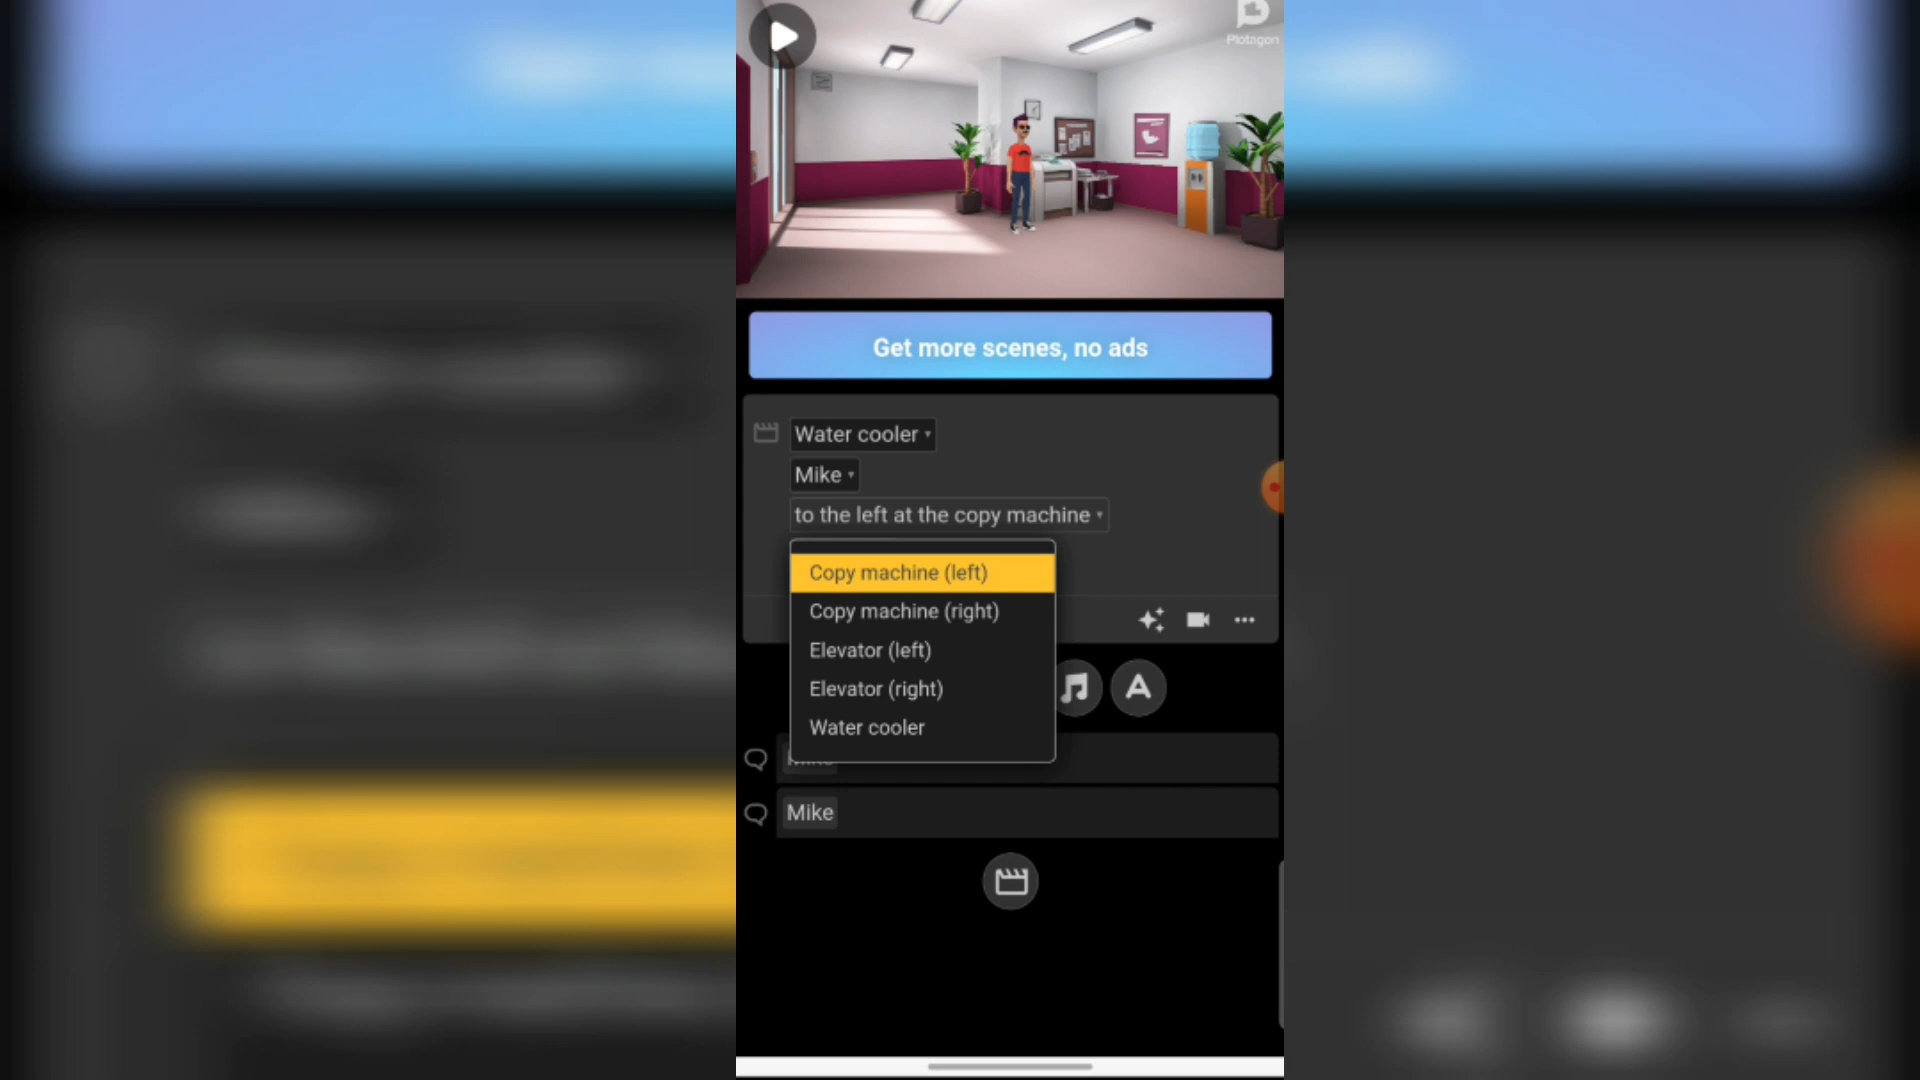 Plotagon
Get more scenes, no ads
Water cooler
Mike
to the left at the copy machine
Copy machine (left)
Copy machine (right)
Elevator (left)
Elevator (right)
Water cooler
Mike
Mike